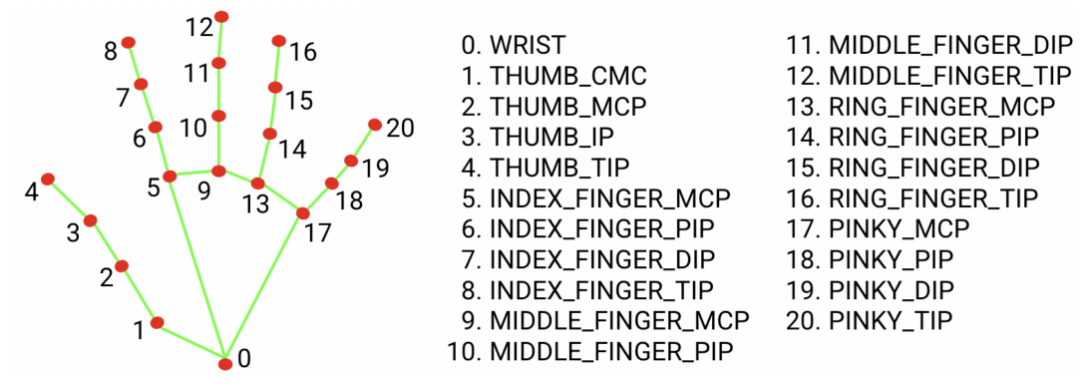 12
8
16
11
7
15
10
6
20
14
19
4
5
9
13
18
3
17
2
1
0
0. WRIST
1. THUMB_CMC
2. THUMB_MCP
3. THUMB_IP
4. THUMB_TIP
5. INDEX_FINGER_MCP
6. INDEX_FINGER_PIP
7. INDEX_FINGER_DIP
8. INDEX_FINGER_TIP
9. MIDDLE_FINGER_MCP
10. MIDDLE_FINGER_PIP
11. MIDDLE_FINGER_DIP
12. MIDDLE_FINGER_TIP
13. RING_FINGER_MCP
14. RING_FINGER_PIP
15. RING_FINGER_DIP
16. RING_FINGER_TIP
17. PINKY_MCP
18. PINKY_PIP
19. PINKY_DIP
20. PINKY_TIP